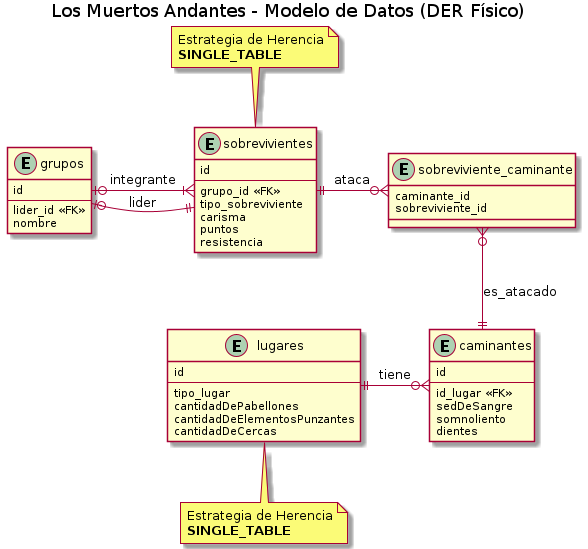 Los Muertos Andantes - Modelo de Datos (DER Físico)
Estrategia de Herencia
SINGLE_TABLE
E grupos
id
lider_id «FK»
nombre
integrante
lider
E sobrevivientes
id
grupo_id «FK»
tipo_sobreviviente
carisma
puntos
resistencia
ataca
E sobreviviente_caminante
caminante_id
sobreviviente_id
es_atacado
E lugares
id
tipo_lugar
cantidadDePabellones
cantidadDeElementosPunzantes
cantidadDeCercas
tiene
E caminantes
id
id_lugar «FK»
sedDeSangre
somnoliento
dientes
Estrategia de Herencia
SINGLE_TABLE